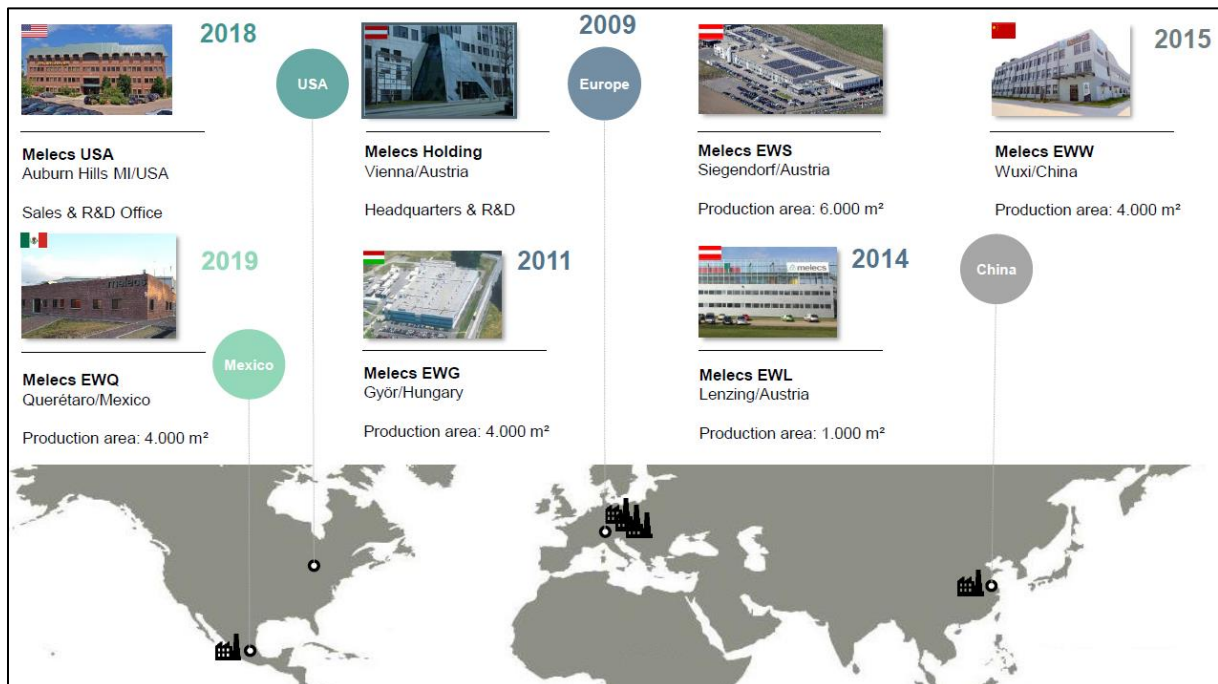 2018
USA
Melecs USA
Auburn Hills MI/USA
Sales & R&D Office
2009
Europe
Melecs Holding
Vienna/Austria
Headquarters & R&D
Melecs EWS
Siegendorf/Austria
Production area: 6.000 m²
2015
Melecs EWW
Wuxi/China
Production area: 4.000 m²
China
2019
melecs
Mexico
Melecs EWQ
Querétaro/Mexico
Production area: 4.000 m²
2011
Melecs EWG
Györ/Hungary
Production area: 4.000 m²
2014
melecs
Melecs EWL
Lenzing/Austria
Production area: 1.000 m²